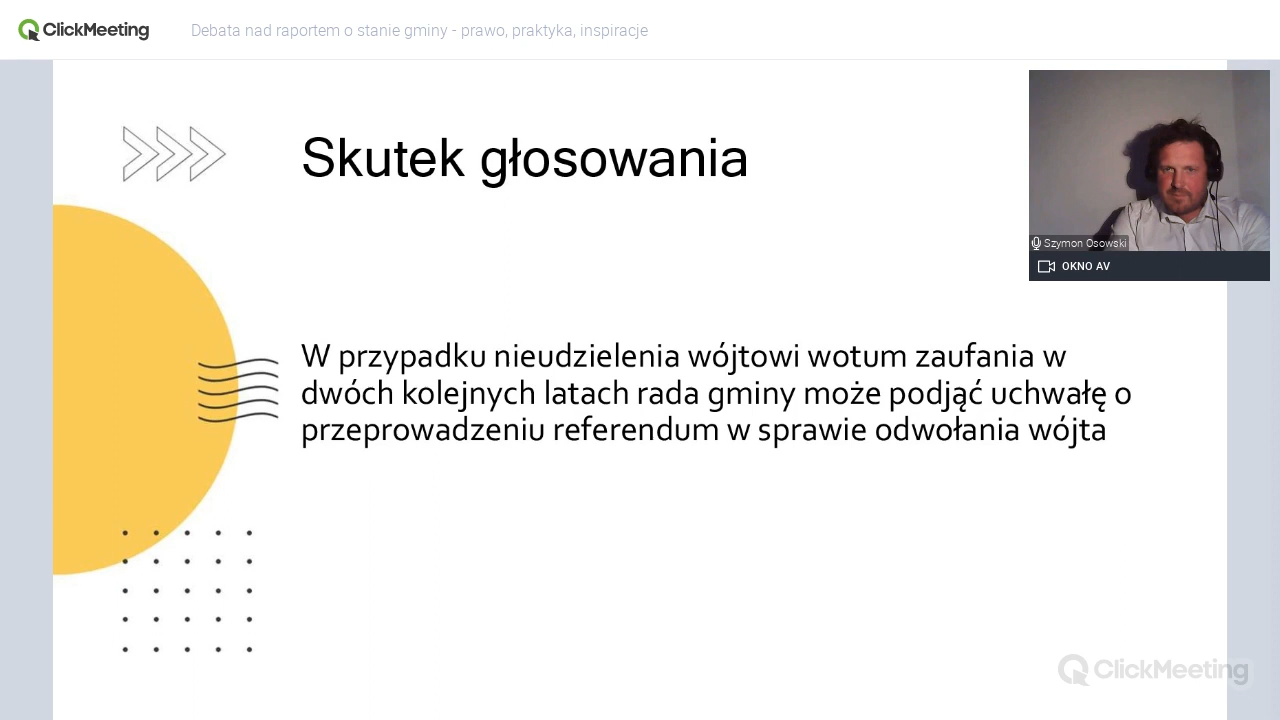 ClickMeeting
Debata nad raportem o stanie gminy - prawo, praktyka, inspiracje
Skutek głosowania
Szymon Osowski
OKNO AV
W przypadku nieudzielenia wójtowi wotum zaufania w
dwóch kolejnych latach rada gminy może podjąć uchwałę o
przeprowadzeniu referendum w sprawie odwołania wójta
ClickMeeting